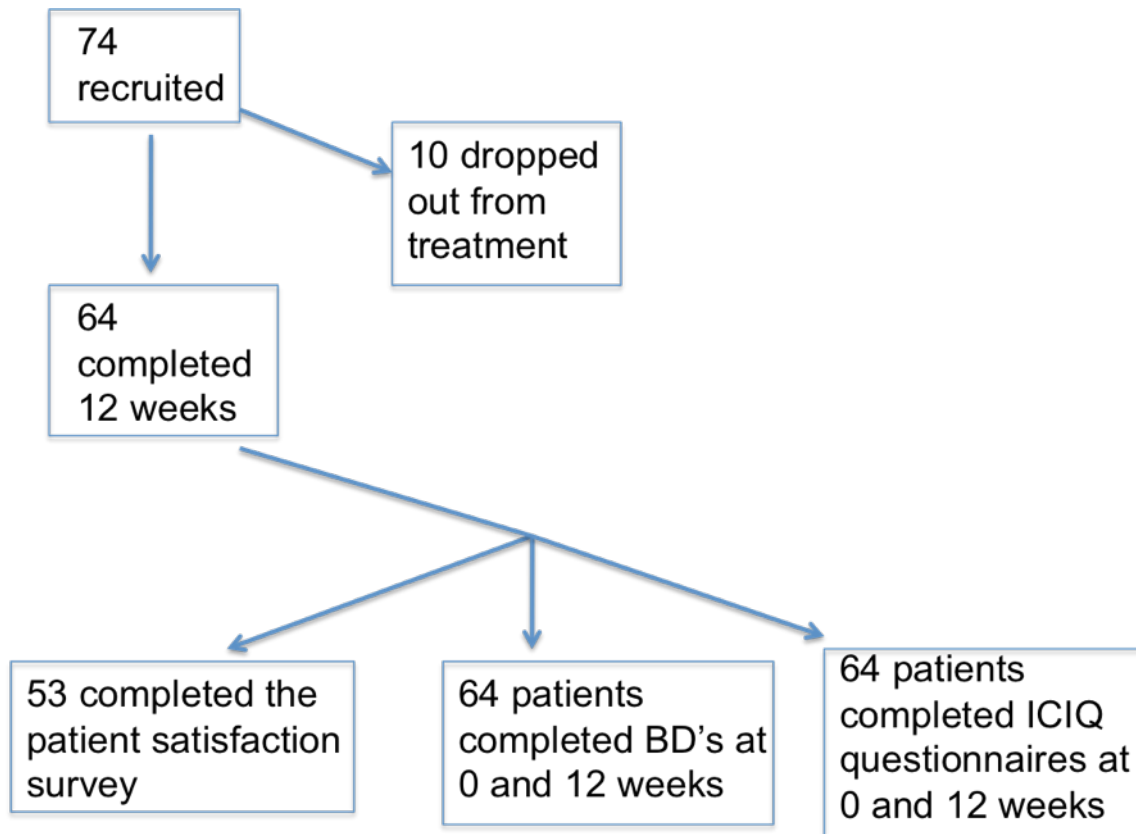 74
recruited
10 dropped
out from
treatment
64
completed
12 weeks
53 completed the
patient satisfaction
survey
64 patients
completed BD’s at
0 and 12 weeks
64 patients
completed ICIQ
questionnaires at
0 and 12 weeks